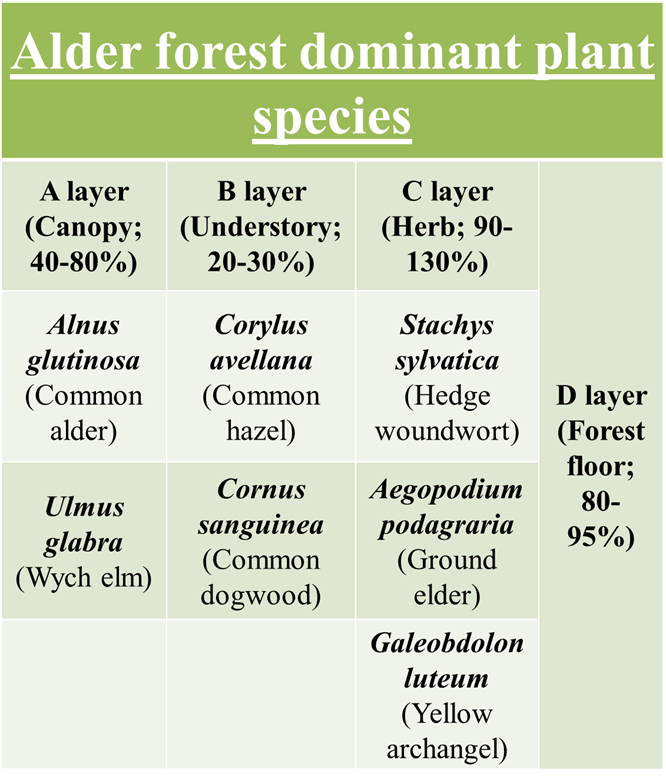 Alder forest dominant plant
species
A layer
(Canopy;
40-80%)
B layer
(Understory;
20-30%)
C layer
(Herb; 90-
130%)
D layer
(Forest
floor;
80-
95%)
Alnus
glutinosa
(Common
alder)
Corylus
avellana
(Common
hazel)
Stachys
sylvatica
(Hedge
woundwort)
Ulmus
glabra
(Wych elm)
Cornus
sanguinea
(Common
dogwood)
Aegopodium
podagraria
(Ground
elder)
Galeobdolon
luteum
(Yellow
archangel)